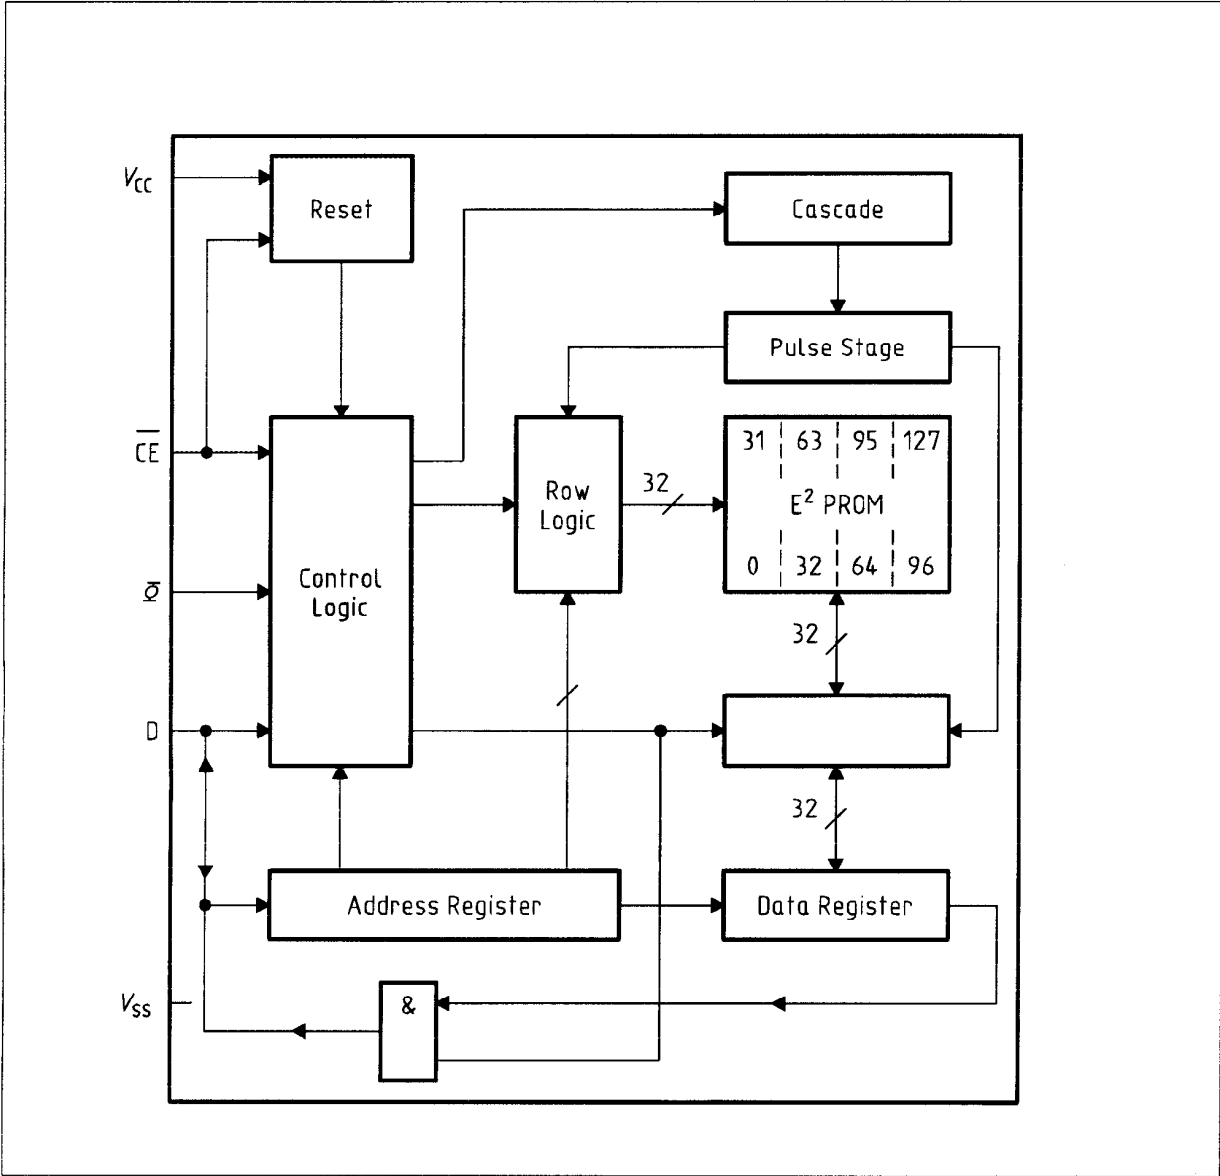 V_CC
Reset
Cascade
Pulse Stage
C̅E̅
31 63 95 127
Row
Logic
32
E² PROM
0 32 64 96
Φ̅
Control
Logic
32
D
32
Address Register
Data Register
V_SS
&